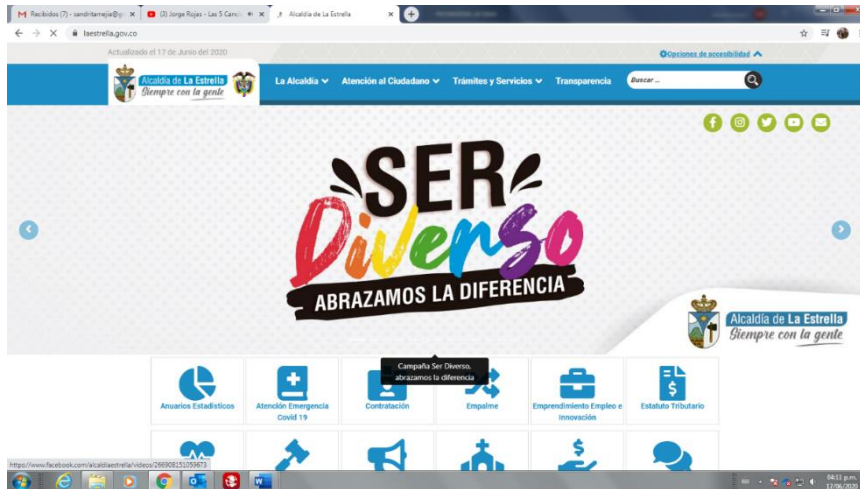 Recibidos (7) - sandritamejia@g
(2) Jorge Rojas - Las 5 Canci
Alcaldia de La Estrella
laestrella.gov.co
Actualizado el 17 de Junio del 2020
Opciones de accesibilidad
Alcaldía de La Estrella
Siempre con la gente
La Alcaldía
Atención al Ciudadano
Trámites y Servicios
Transparencia
Buscar ...
SER
Diverso
ABRAZAMOS LA DIFERENCIA
Alcaldía de La Estrella
Siempre con la gente
Campaña Ser Diverso,
abrazamos la diferencia
Anuarios Estadísticos
Atención Emergencia
Covid 19
Contratación
Empalme
Emprendimiento Empleo e
Innovación
Estatuto Tributario
https://www.facebook.com/alcaldiaestrella/videos/266908151059673
04:11 p.m.
17/06/2020